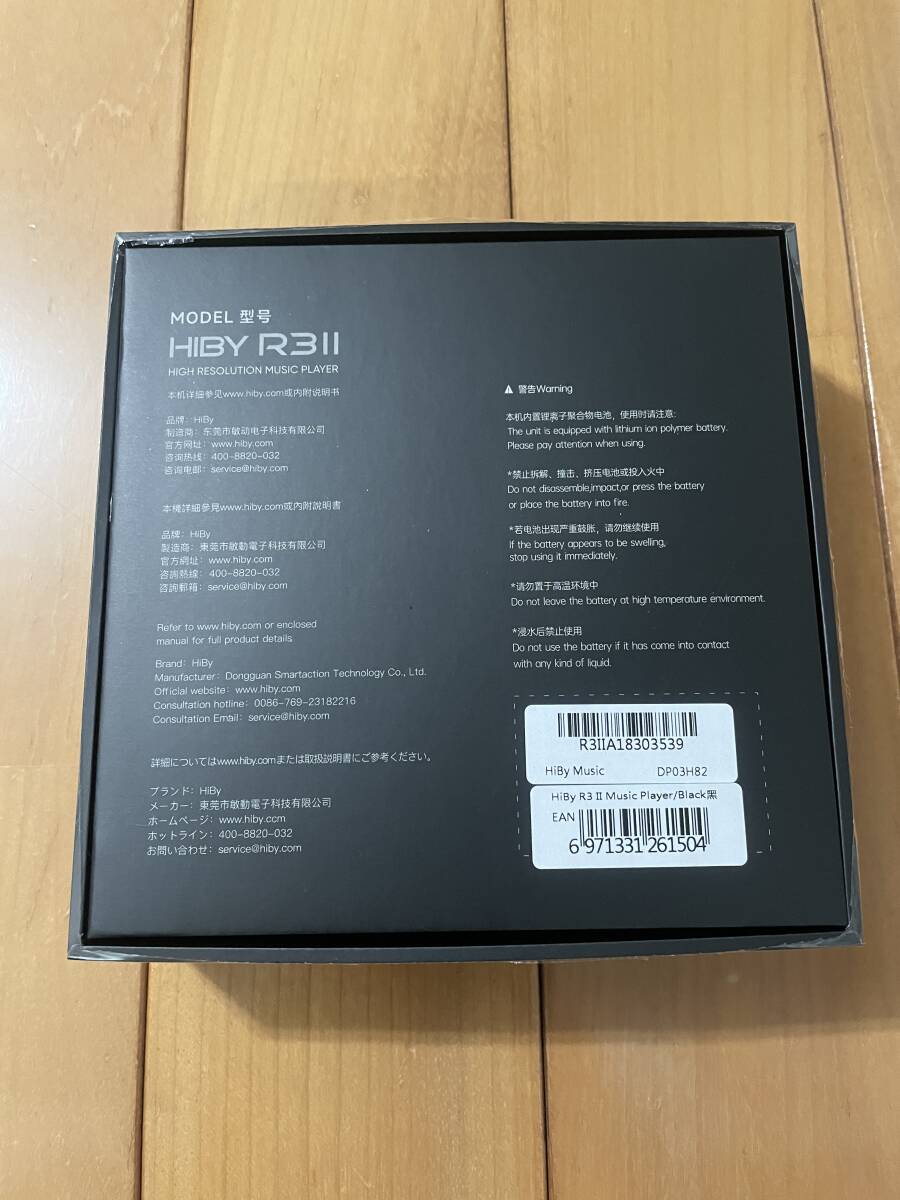 MODEL 型号
HIBY R3II
HIGH RESOLUTION MUSIC PLAYER
本机详细参见www.hiby.com或内附说明书
品牌: HiBy
制造商: 东莞市敏动电子科技有限公司
官方网址: www.hiby.com
咨询热线: 400-8820-032
咨询电邮: service@hiby.com
本機詳細參見www.hiby.com或內附說明書
品牌: HiBy
製造商: 東莞市敏動電子科技有限公司
官方網址: www.hiby.com
咨詢熱線: 400-8820-032
咨詢郵箱: service@hiby.com
Refer to www.hiby.com or enclosed
manual for full product details
Brand: HiBy
Manufacturer: Dongguan Smartaction Technology Co., Ltd.
Official website: www.hiby.com
Consultation hotline: 0086-769-23182216
Consultation Email: service@hiby.com
詳細についてはwww.hiby.comまたは取扱説明書にご参考ください。
ブランド: HiBy
メーカー: 東莞市敏動電子科技有限公司
ホームページ: www.hiby.com
ホットライン: 400-8820-032
お問い合わせ: service@hiby.com
⚠ 警告Warning
本机内置锂离子聚合物电池，使用时请注意:
The unit is equipped with lithium ion polymer battery.
Please pay attention when using.
*禁止拆解、撞击、挤压电池或投入火中
Do not disassemble,impact,or press the battery
or place the battery into fire.
*若电池出现严重鼓胀，请勿继续使用
If the battery appears to be swelling,
stop using it immediately.
*请勿置于高温环境中
Do not leave the battery at high temperature environment.
*浸水后禁止使用
Do not use the battery if it has come into contact
with any kind of liquid.
R3IIA18303539
HiBy Music DP03H82
HiBy R3 II Music Player/Black黑
EAN
6 971331 261504